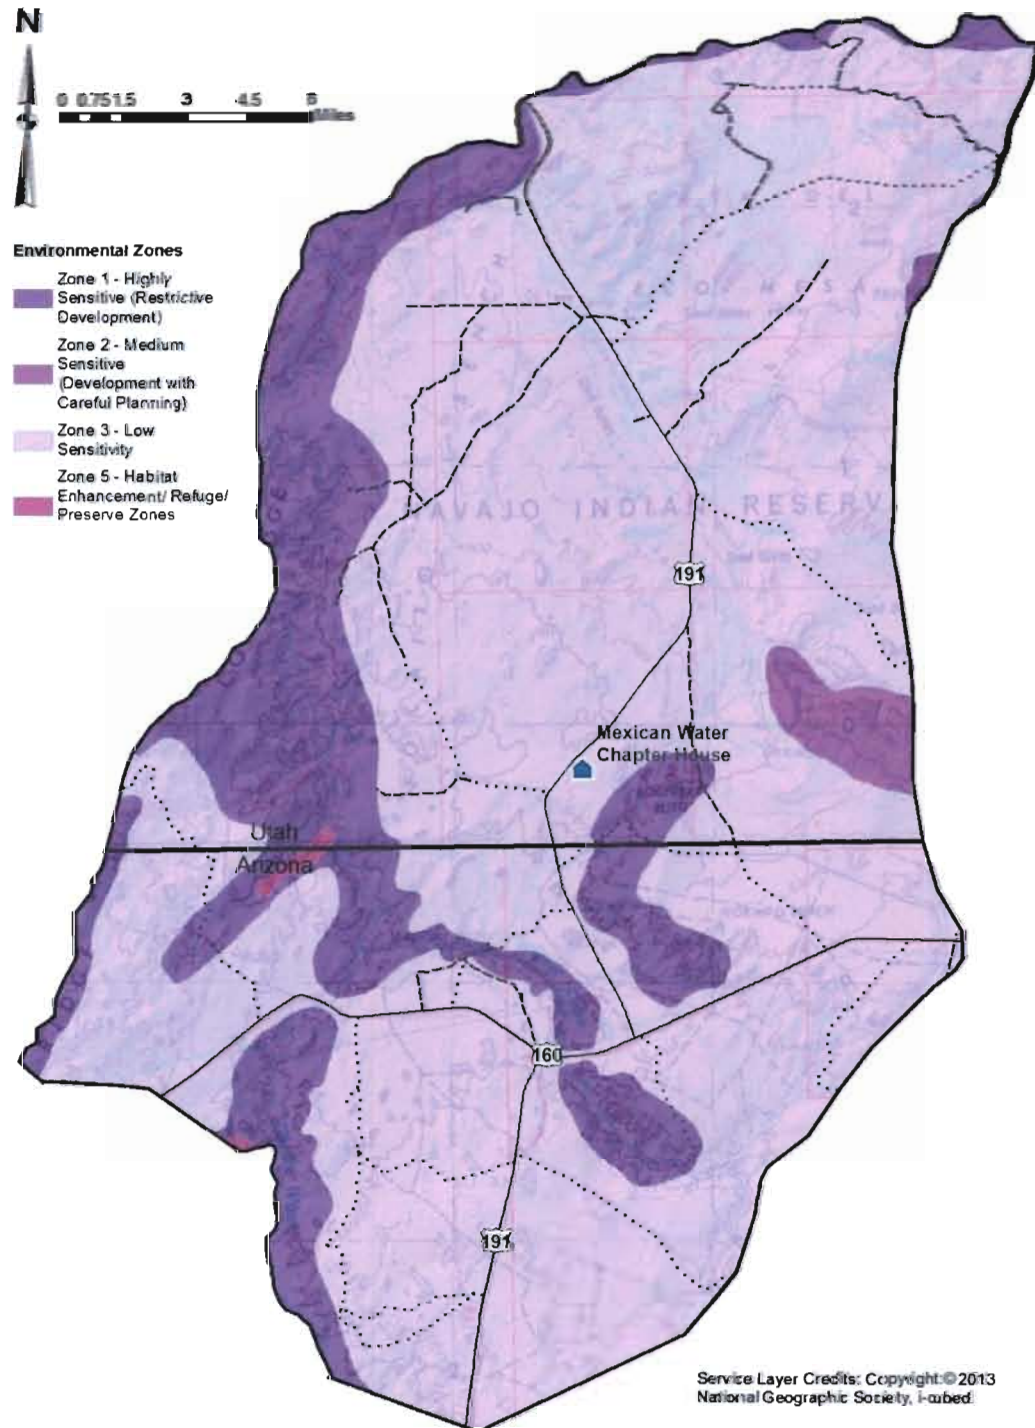 N
0 0.75 1.5 3 4.5 6
Miles
Environmental Zones
Zone 1 - Highly
Sensitive (Restrictive
Development)
Zone 2 - Medium
Sensitive
(Development with
Careful Planning)
Zone 3 - Low
Sensitivity
Zone 5 - Habitat
Enhancement/ Refuge/
Preserve Zones
MESA
NAVAJO INDIAN RESERV
191
Mexican Water
Chapter House
Utah
Arizona
160
191
Service Layer Credits: Copyright:© 2013
National Geographic Society, i-cubed